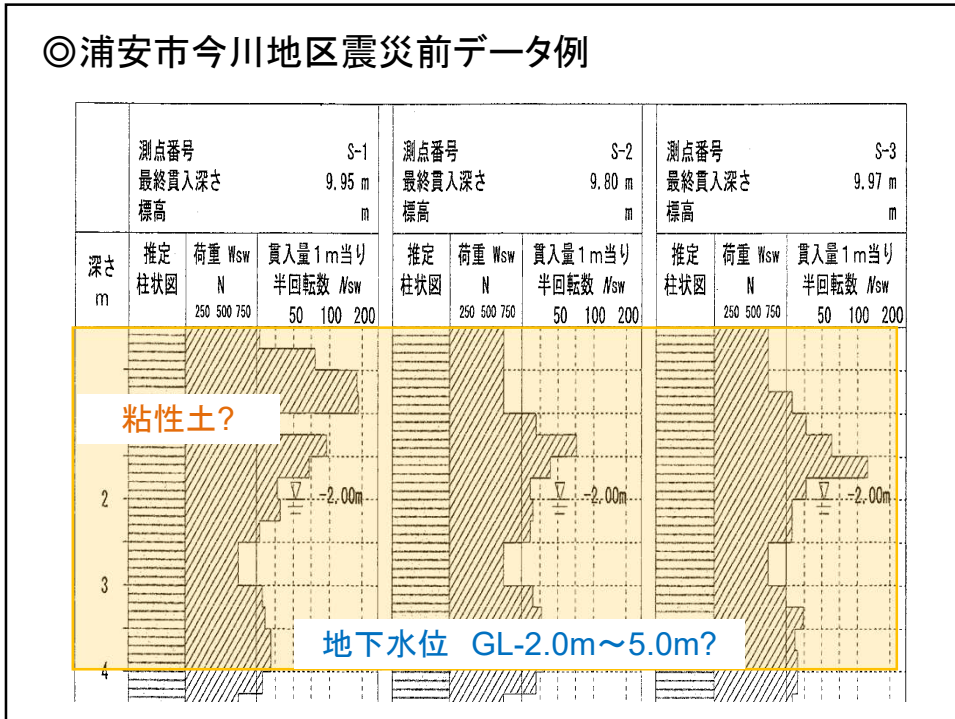 ◎浦安市今川地区震災前データ例
測点番号 S-1 測点番号 S-2 測点番号 S-3
最終貫入深さ 9.95 m 最終貫入深さ 9.80 m 最終貫入深さ 9.97 m
標高 m 標高 m 標高 m
深さ 推定 荷重 Wsw 貫入量1m当り 推定 荷重 Wsw 貫入量1m当り 推定 荷重 Wsw 貫入量1m当り
m 柱状図 N 半回転数 Nsw 柱状図 N 半回転数 Nsw 柱状図 N 半回転数 Nsw
250 500 750 50 100 200 250 500 750 50 100 200 250 500 750 50 100 200
粘性土?
2 -2.00m -2.00m -2.00m
3
地下水位 GL-2.0m~5.0m?
4